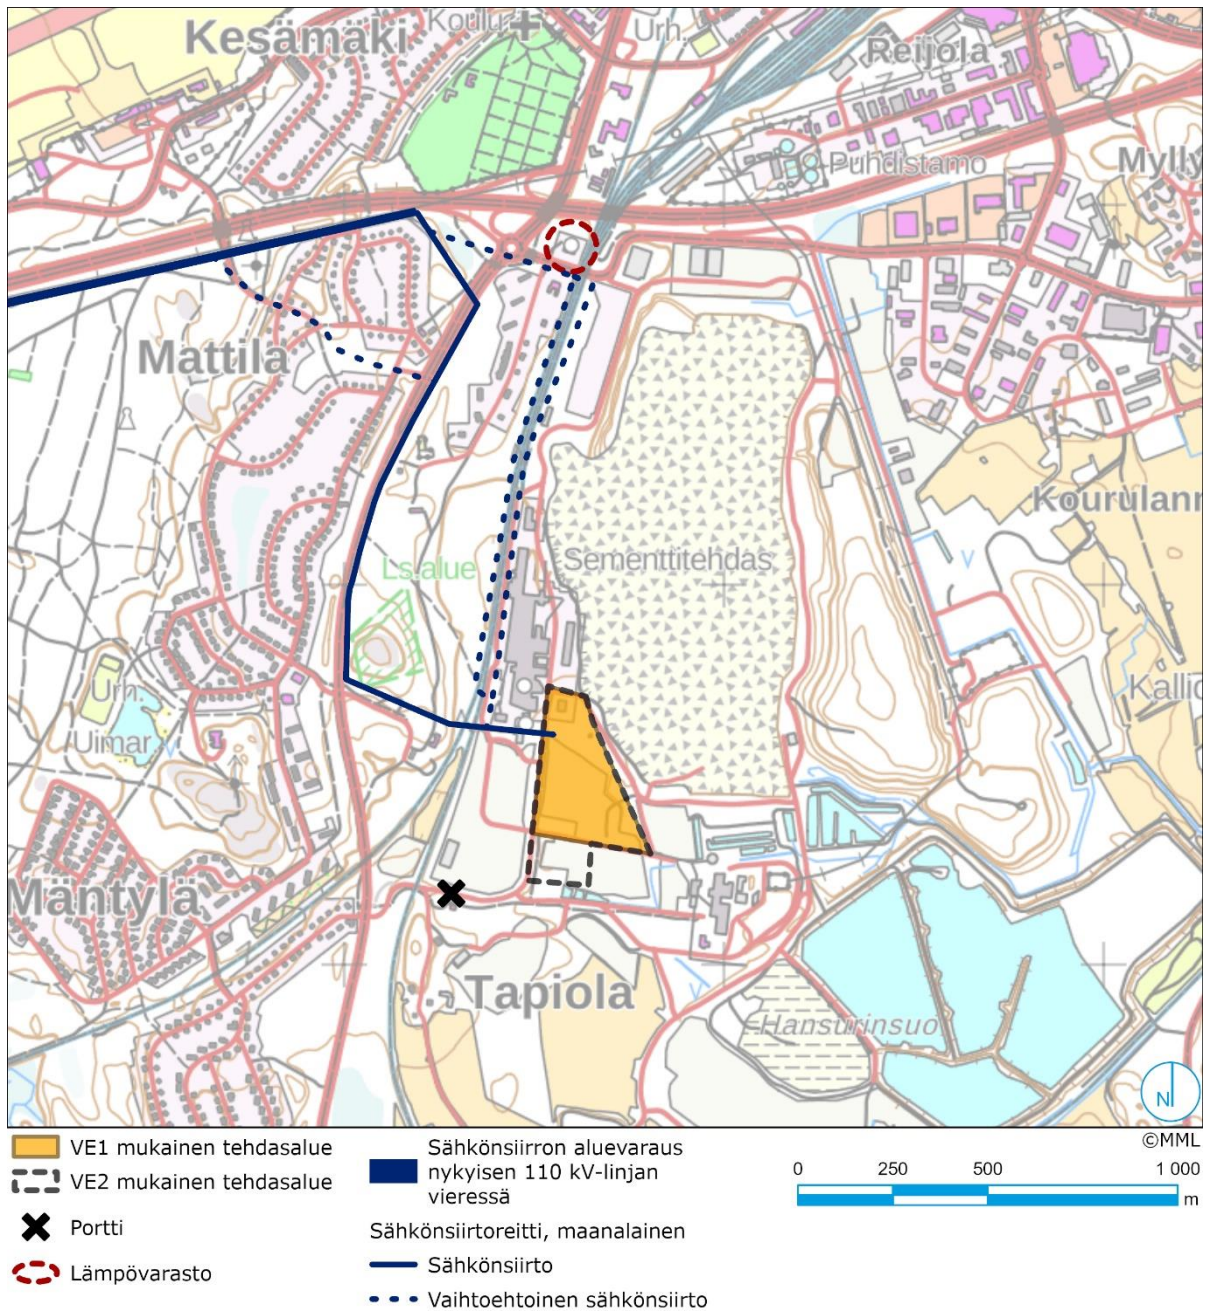 Kesämäki
Koulu
Urh.
Reijola
Puhdistamo
Mylly
Mattila
Kourulann
Sementtitehdas
Ls.alue
Urh.
Uimar.
Kallio
Mäntylä
Tapiola
Hansturinsuo
N
©MML
VE1 mukainen tehdasalue
VE2 mukainen tehdasalue
Portti
Lämpövarasto
Sähkönsiirron aluevaraus
nykyisen 110 kV-linjan
vieressä
Sähkönsiirtoreitti, maanalainen
Sähkönsiirto
Vaihtoehtoinen sähkönsiirto
0 250 500 1 000
m